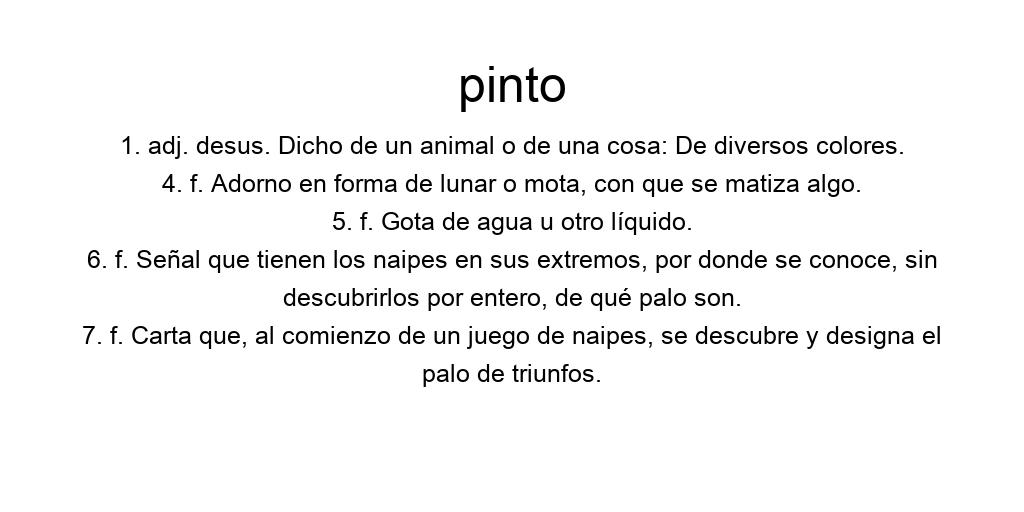 pinto
1. adj. desus. Dicho de un animal o de una cosa: De diversos colores.
4. f. Adorno en forma de lunar o mota, con que se matiza algo.
5. f. Gota de agua u otro líquido.
6. f. Señal que tienen los naipes en sus extremos, por donde se conoce, sin
descubrirlos por entero, de qué palo son.
7. f. Carta que, al comienzo de un juego de naipes, se descubre y designa el
palo de triunfos.